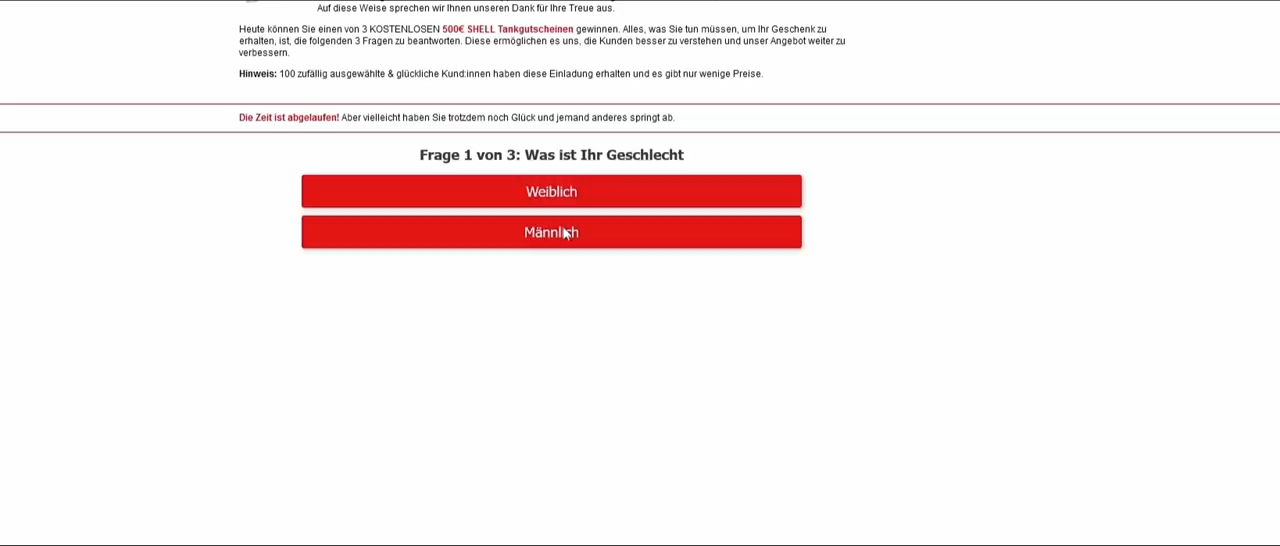 Auf diese Weise sprechen wir Ihnen unseren Dank für Ihre Treue aus.
Heute können Sie einen von 3 KOSTENLOSEN 500€ SHELL Tankgutscheinen gewinnen. Alles, was Sie tun müssen, um Ihr Geschenk zu
erhalten, ist, die folgenden 3 Fragen zu beantworten. Diese ermöglichen es uns, die Kunden besser zu verstehen und unser Angebot weiter zu
verbessern.
Hinweis: 100 zufällig ausgewählte & glückliche Kund:innen haben diese Einladung erhalten und es gibt nur wenige Preise.
Die Zeit ist abgelaufen! Aber vielleicht haben Sie trotzdem noch Glück und jemand anderes springt ab.
Frage 1 von 3: Was ist Ihr Geschlecht
Weiblich
Männlich